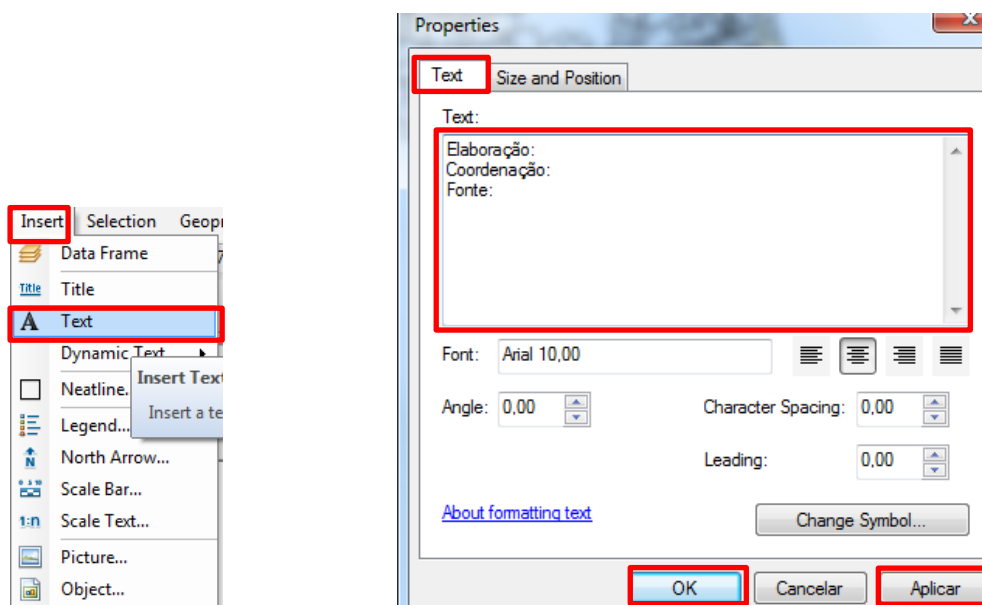 Insert Selection Geopr
Data Frame
Title Title
A Text
Dynamic Text
Insert Text
Neatline.
Insert a te
Legend...
N North Arrow...
Scale Bar...
1:n Scale Text...
Picture...
Object...
Properties
X
Text Size and Position
Text:
Elaboração:
Coordenação:
Fonte:
Font: Arial 10,00
Angle: 0,00 Character Spacing: 0,00
Leading: 0,00
About formatting text Change Symbol...
OK Cancelar Aplicar